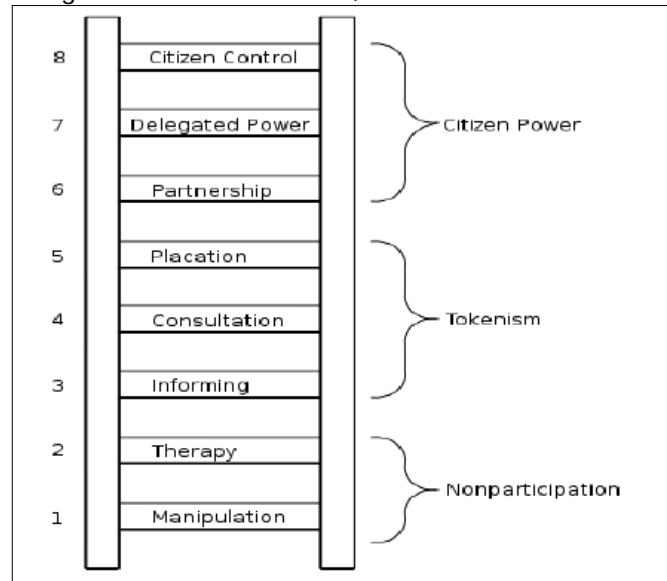 8 Citizen Control
7 Delegated Power
Citizen Power
6 Partnership
5 Placation
4 Consultation
Tokenism
3 Informing
2 Therapy
Nonparticipation
1 Manipulation